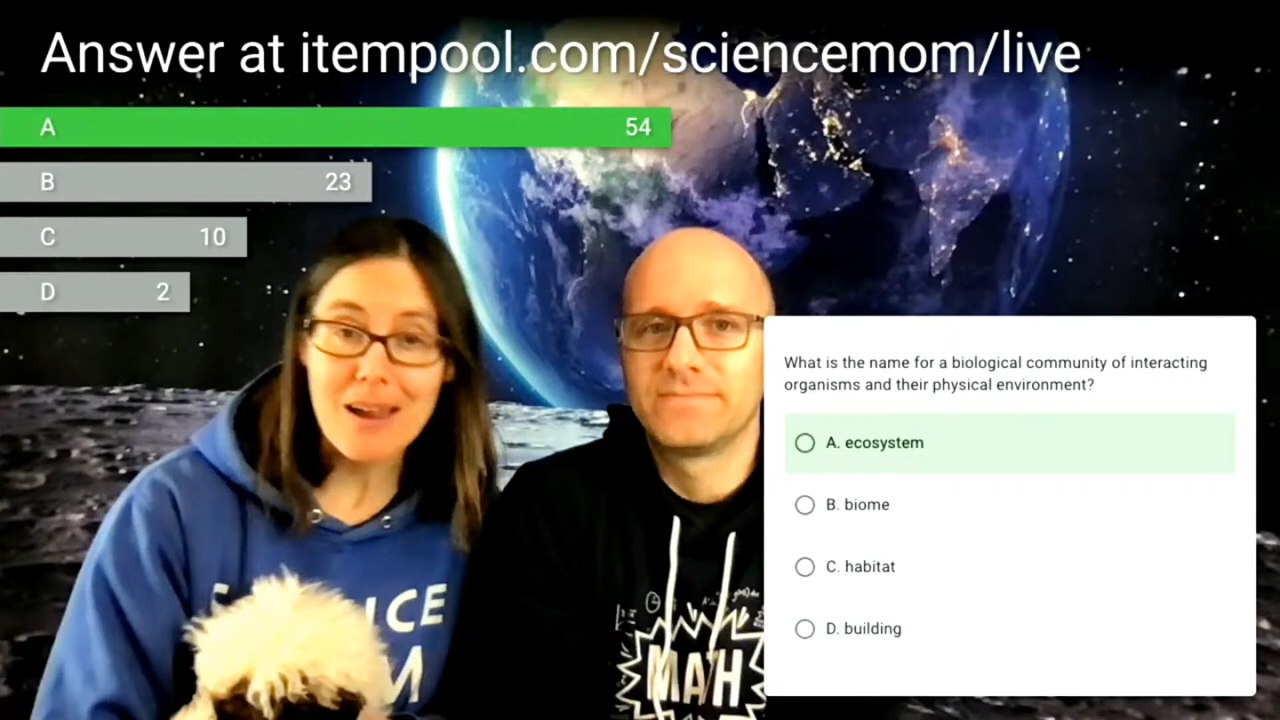 Answer at itempool.com/sciencemom/live
A 54
B 23
C 10
D 2
What is the name for a biological community of interacting
organisms and their physical environment?
A. ecosystem
B. biome
C. habitat
D. building
MATH